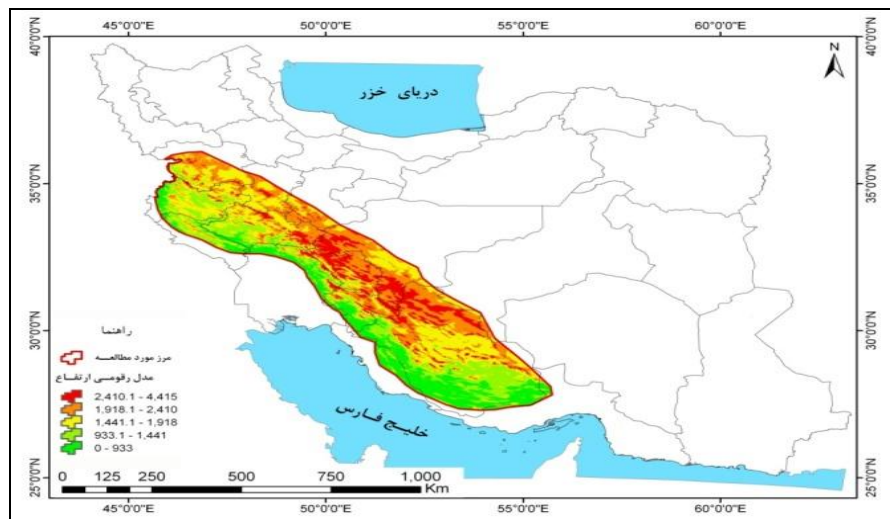 45°0'0"E 50°0'0"E 55°0'0"E 60°0'0"E
40°0'0"N 40°0'0"N
N
دریای خزر
35°0'0"N 35°0'0"N
30°0'0"N 30°0'0"N
راهنما
مرز مورد مطالعه
مدل رقومی ارتفاع
2,410.1 - 4,415
1,918.1 - 2,410
1,441.1 - 1,918
933.1 - 1,441
0 - 933
خلیج فارس
0 125 250 500 750 1,000
Km
25°0'0"N 25°0'0"N
45°0'0"E 50°0'0"E 55°0'0"E 60°0'0"E